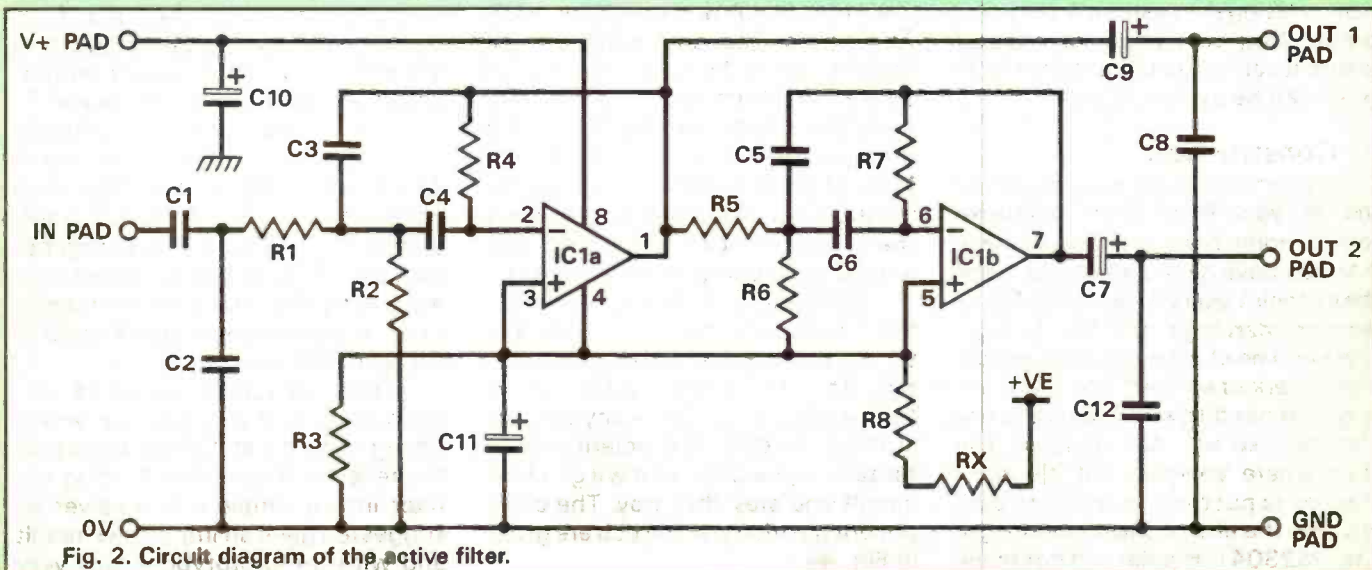 V+ PAD
C10
+
C3
R4
C4
C1
IN PAD
R1
C2
R2
R3
C11
+
2
8
−
IC1a
1
3
+
4
R5
C5
R7
C6
R6
6
−
IC1b
7
5
+
C7
+
R8
RX
+VE
C9
+
OUT 1
PAD
C8
OUT 2
PAD
C12
0V
GND
PAD
Fig. 2. Circuit diagram of the active filter.